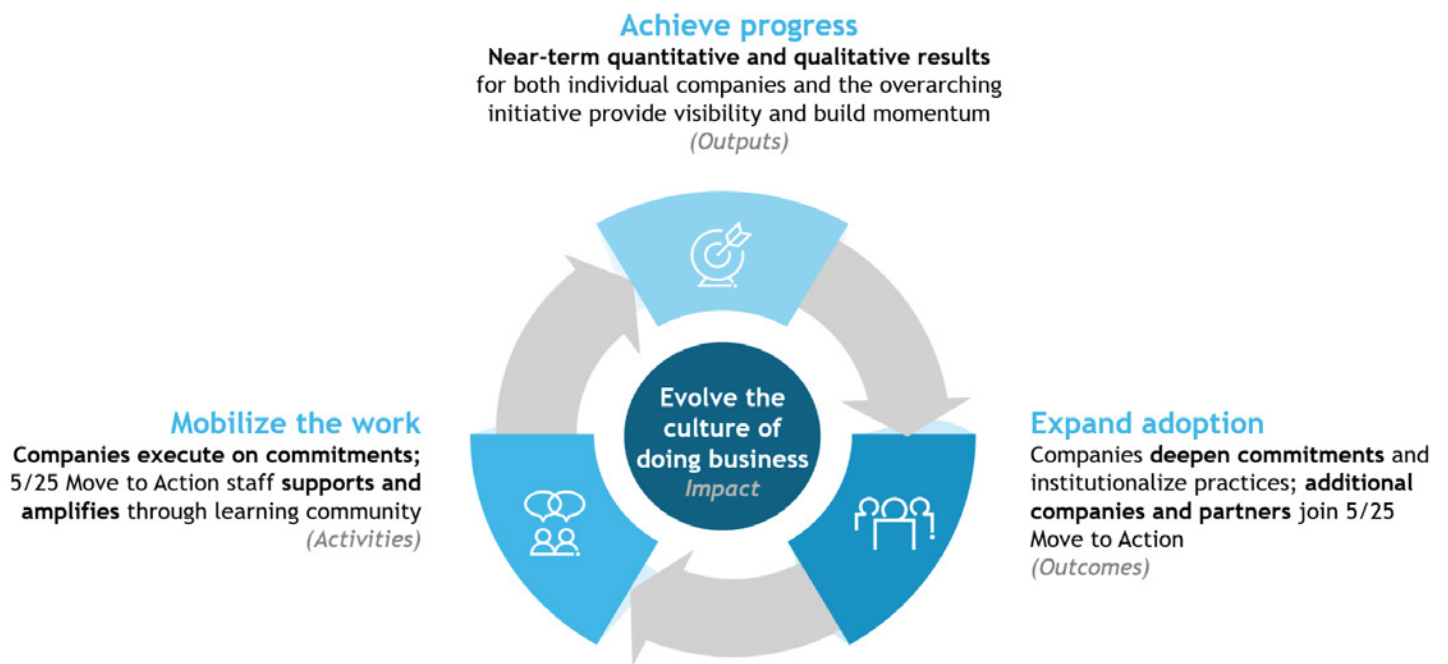 Achieve progress
Near-term quantitative and qualitative results
for both individual companies and the overarching
initiative provide visibility and build momentum
(Outputs)
Evolve the
culture of
doing business
Impact
Mobilize the work
Companies execute on commitments;
5/25 Move to Action staff supports and
amplifies through learning community
(Activities)
Expand adoption
Companies deepen commitments and
institutionalize practices; additional
companies and partners join 5/25
Move to Action
(Outcomes)